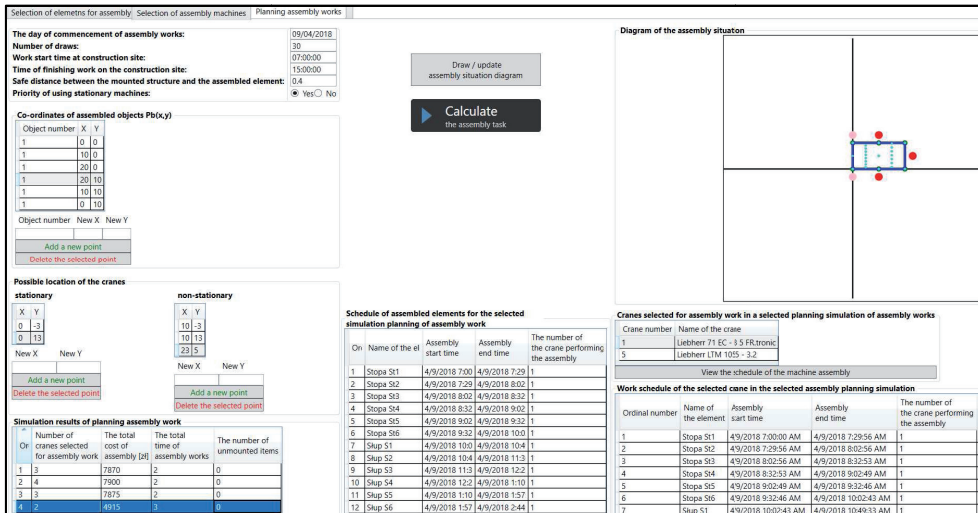 Selection of elemetns for assembly Selection of assembly machines Planning assembly works
The day of commencement of assembly works: 09/04/2018
Number of draws: 30
Work start time at construction site: 07:00:00
Time of finishing work on the construction site: 15:00:00
Safe distance between the mounted structure and the assembled element: 0.4
Priority of using stationary machines: Yes No
Draw / update
assembly situation diagram
Calculate
the assembly task
Co-ordinates of assembled objects Pb(x,y)
Object number X Y
1 0 0
1 10 0
1 20 0
1 20 10
1 10 10
1 0 10
Object number New X New Y
Add a new point
Delete the selected point
Possible location of the cranes
stationary
X Y
0 -3
0 13
New X New Y
Add a new point
Delete the selected point
non-stationary
X Y
10 -3
10 13
23 5
New X New Y
Add a new point
Delete the selected point
Simulation results of planning assembly work
Or Number of cranes selected for assembly work The total cost of assembly [zł] The total time of assembly works The number of unmounted items
1 3 7870 2 0
2 4 7900 2 0
3 3 7875 2 0
4 2 4915 3 0
Schedule of assembled elements for the selected
simulation planning of assembly work
On Name of the el Assembly start time Assembly end time The number of the crane performing the assembly
1 Stopa St1 4/9/2018 7:00 4/9/2018 7:29 1
2 Stopa St2 4/9/2018 7:29 4/9/2018 8:02 1
3 Stopa St3 4/9/2018 8:02 4/9/2018 8:32 1
4 Stopa St4 4/9/2018 8:32 4/9/2018 9:02 1
5 Stopa St5 4/9/2018 9:02 4/9/2018 9:32 1
6 Stopa St6 4/9/2018 9:32 4/9/2018 10:0 1
7 Słup S1 4/9/2018 10:0 4/9/2018 10:4 1
8 Słup S2 4/9/2018 10:4 4/9/2018 11:3 1
9 Słup S3 4/9/2018 11:3 4/9/2018 12:2 1
10 Słup S4 4/9/2018 12:2 4/9/2018 1:10 1
11 Słup S5 4/9/2018 1:10 4/9/2018 1:57 1
12 Słup S6 4/9/2018 1:57 4/9/2018 2:44 1
Diagram of the assembly situation
Cranes selected for assembly work in a selected planning simulation of assembly works
Crane number Name of the crane
1 Liebherr 71 EC - 3 5 FR.tronic
5 Liebherr LTM 1055 - 3.2
View the schedule of the machine assembly
Work schedule of the selected cane in the selected assembly planning simulation
Ordinal number Name of the element Assembly start time Assembly end time The number of the crane performing the assembly
1 Stopa St1 4/9/2018 7:00:00 AM 4/9/2018 7:29:56 AM 1
2 Stopa St2 4/9/2018 7:29:56 AM 4/9/2018 8:02:56 AM 1
3 Stopa St3 4/9/2018 8:02:56 AM 4/9/2018 8:32:53 AM 1
4 Stopa St4 4/9/2018 8:32:53 AM 4/9/2018 9:02:49 AM 1
5 Stopa St5 4/9/2018 9:02:49 AM 4/9/2018 9:32:46 AM 1
6 Stopa St6 4/9/2018 9:32:46 AM 4/9/2018 10:02:43 AM 1
7 Słup S1 4/9/2018 10:02:43 AM 4/9/2018 10:49:33 AM 1